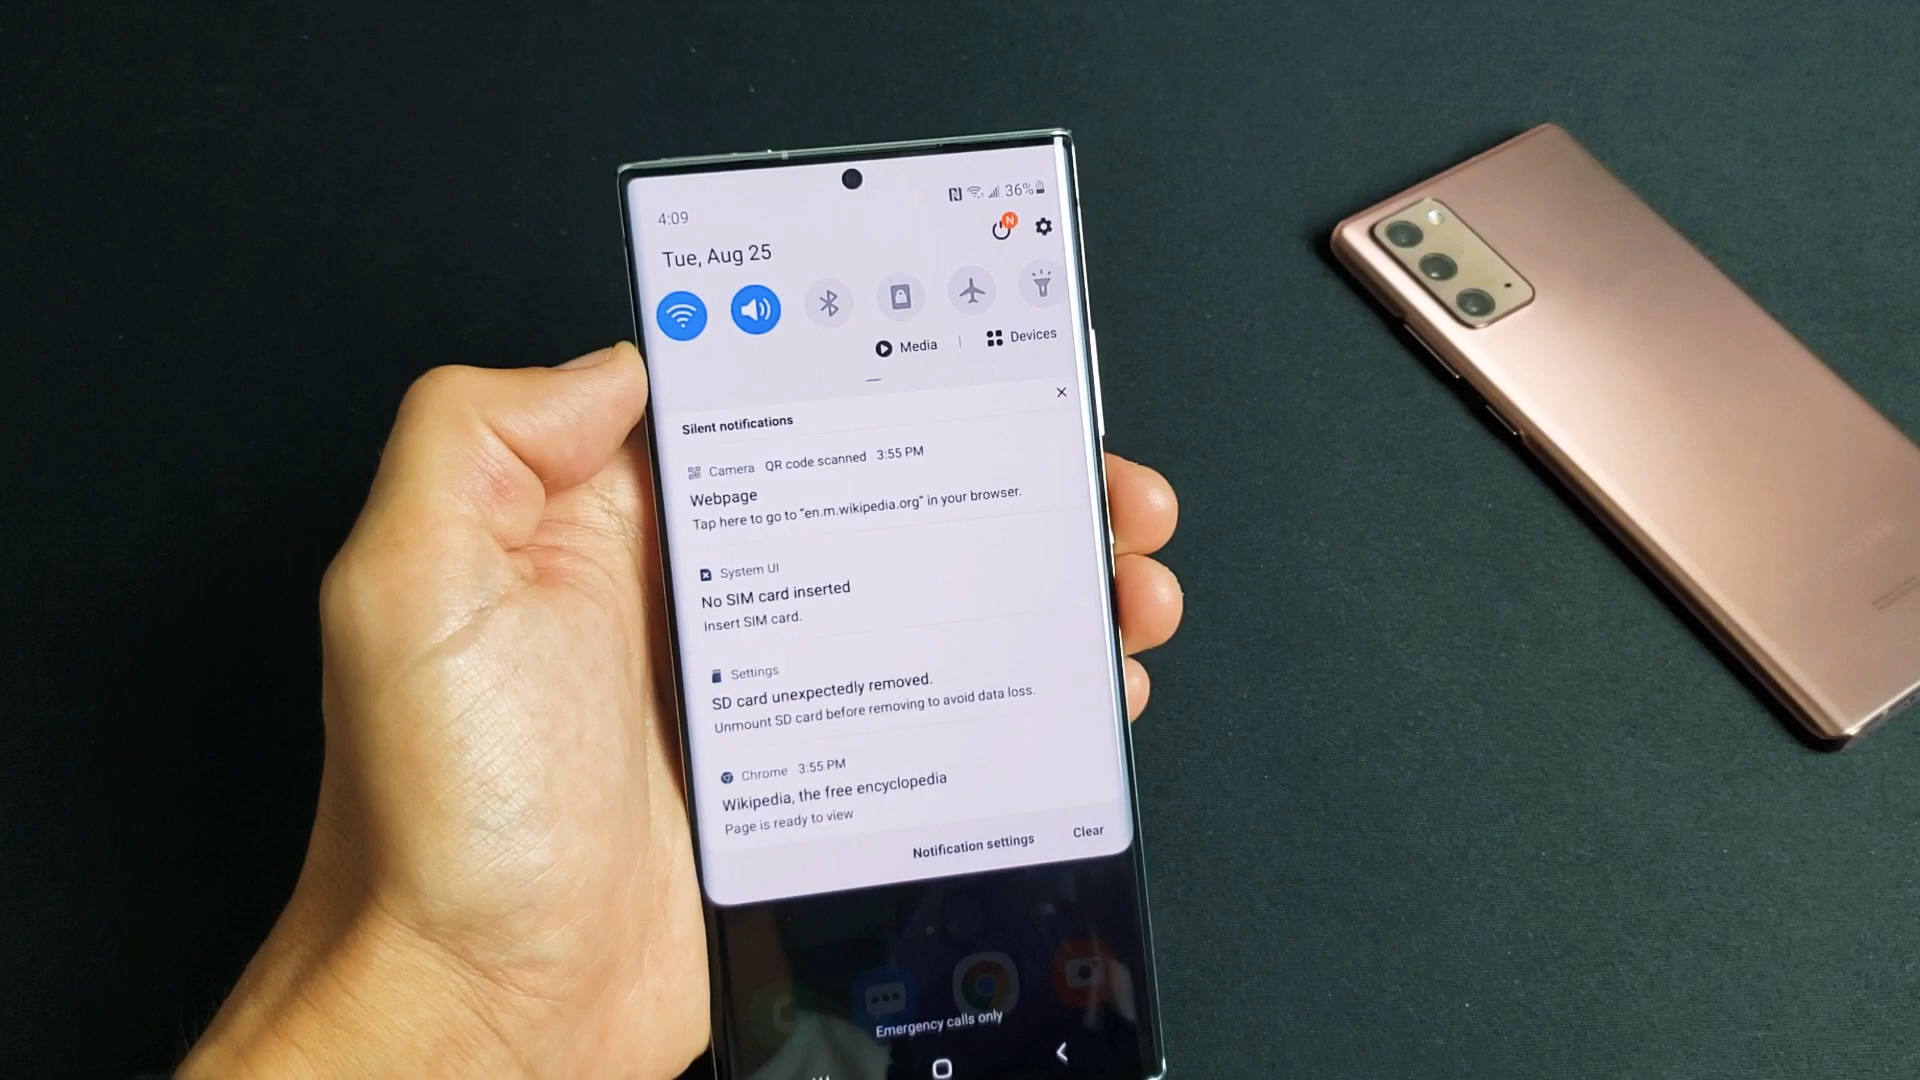 4:09
36%
N
Tue, Aug 25
Media | Devices
Silent notifications
Camera QR code scanned 3:55 PM
Webpage
Tap here to go to "en.m.wikipedia.org" in your browser.
System UI
No SIM card inserted
Insert SIM card.
Settings
SD card unexpectedly removed.
Unmount SD card before removing to avoid data loss.
Chrome 3:55 PM
Wikipedia, the free encyclopedia
Page is ready to view
Notification settings Clear
Emergency calls only